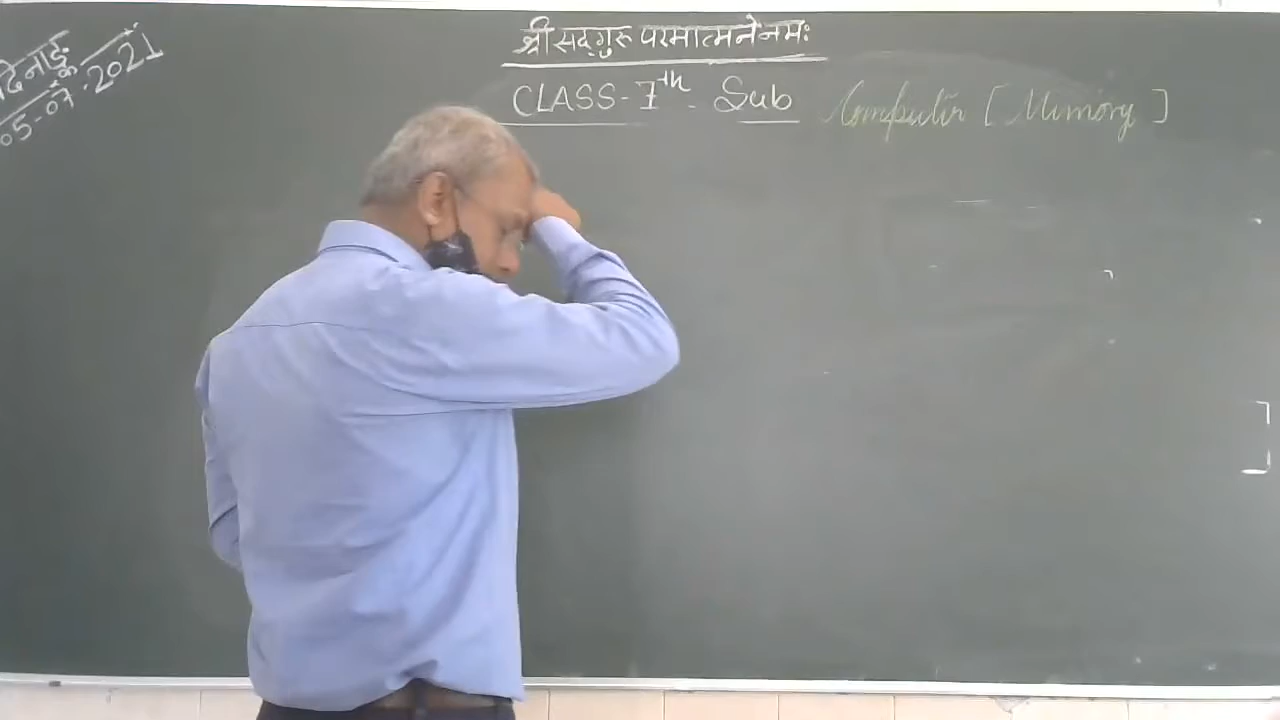 श्री सद्गुरु परमात्मने नमः
दिनाङ्कः
05-07-2021
CLASS-7th - Sub Computer [Memory]